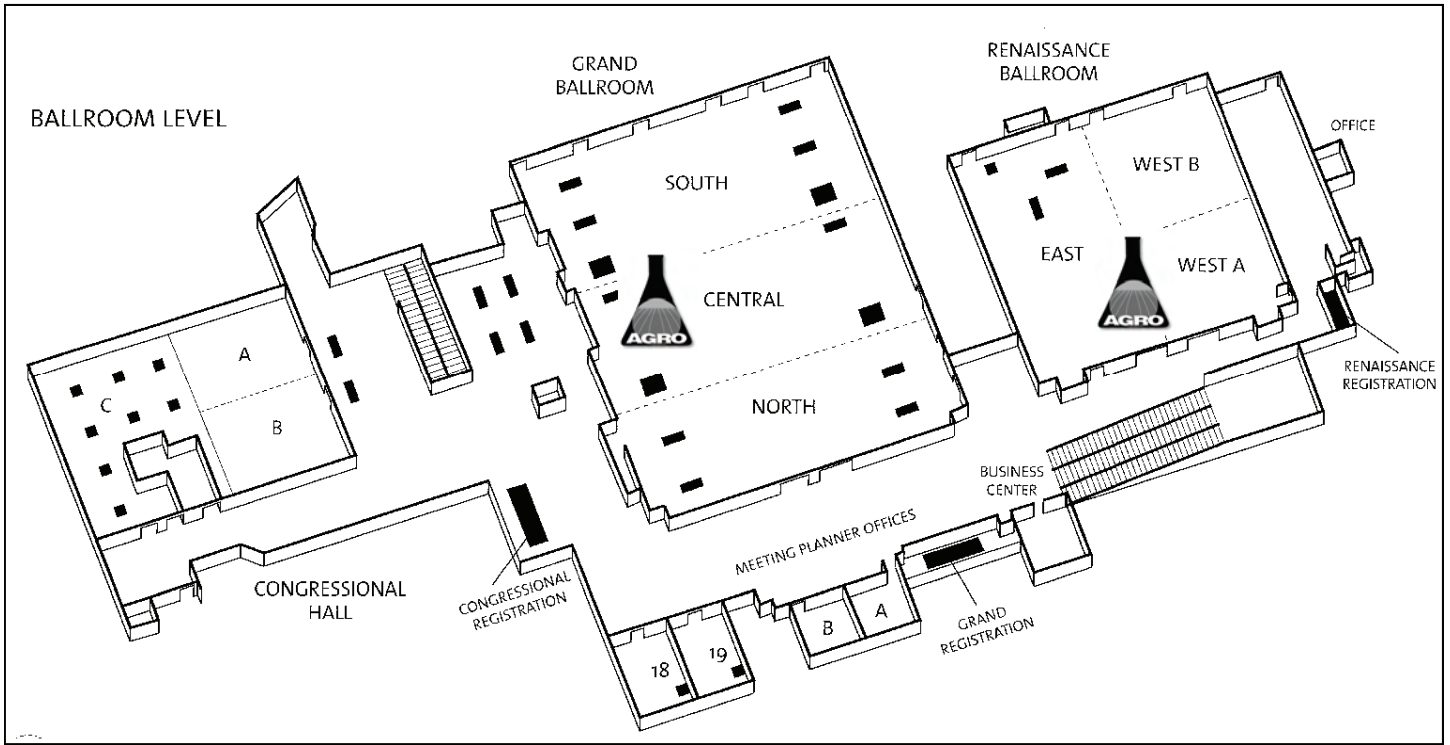 BALLROOM LEVEL
GRAND
BALLROOM
RENAISSANCE
BALLROOM
OFFICE
SOUTH
WEST B
EAST
WEST A
CENTRAL
AGRO
AGRO
NORTH
A
B
C
RENAISSANCE
REGISTRATION
BUSINESS
CENTER
MEETING PLANNER OFFICES
CONGRESSIONAL
HALL
CONGRESSIONAL
REGISTRATION
GRAND
REGISTRATION
B
A
18
19